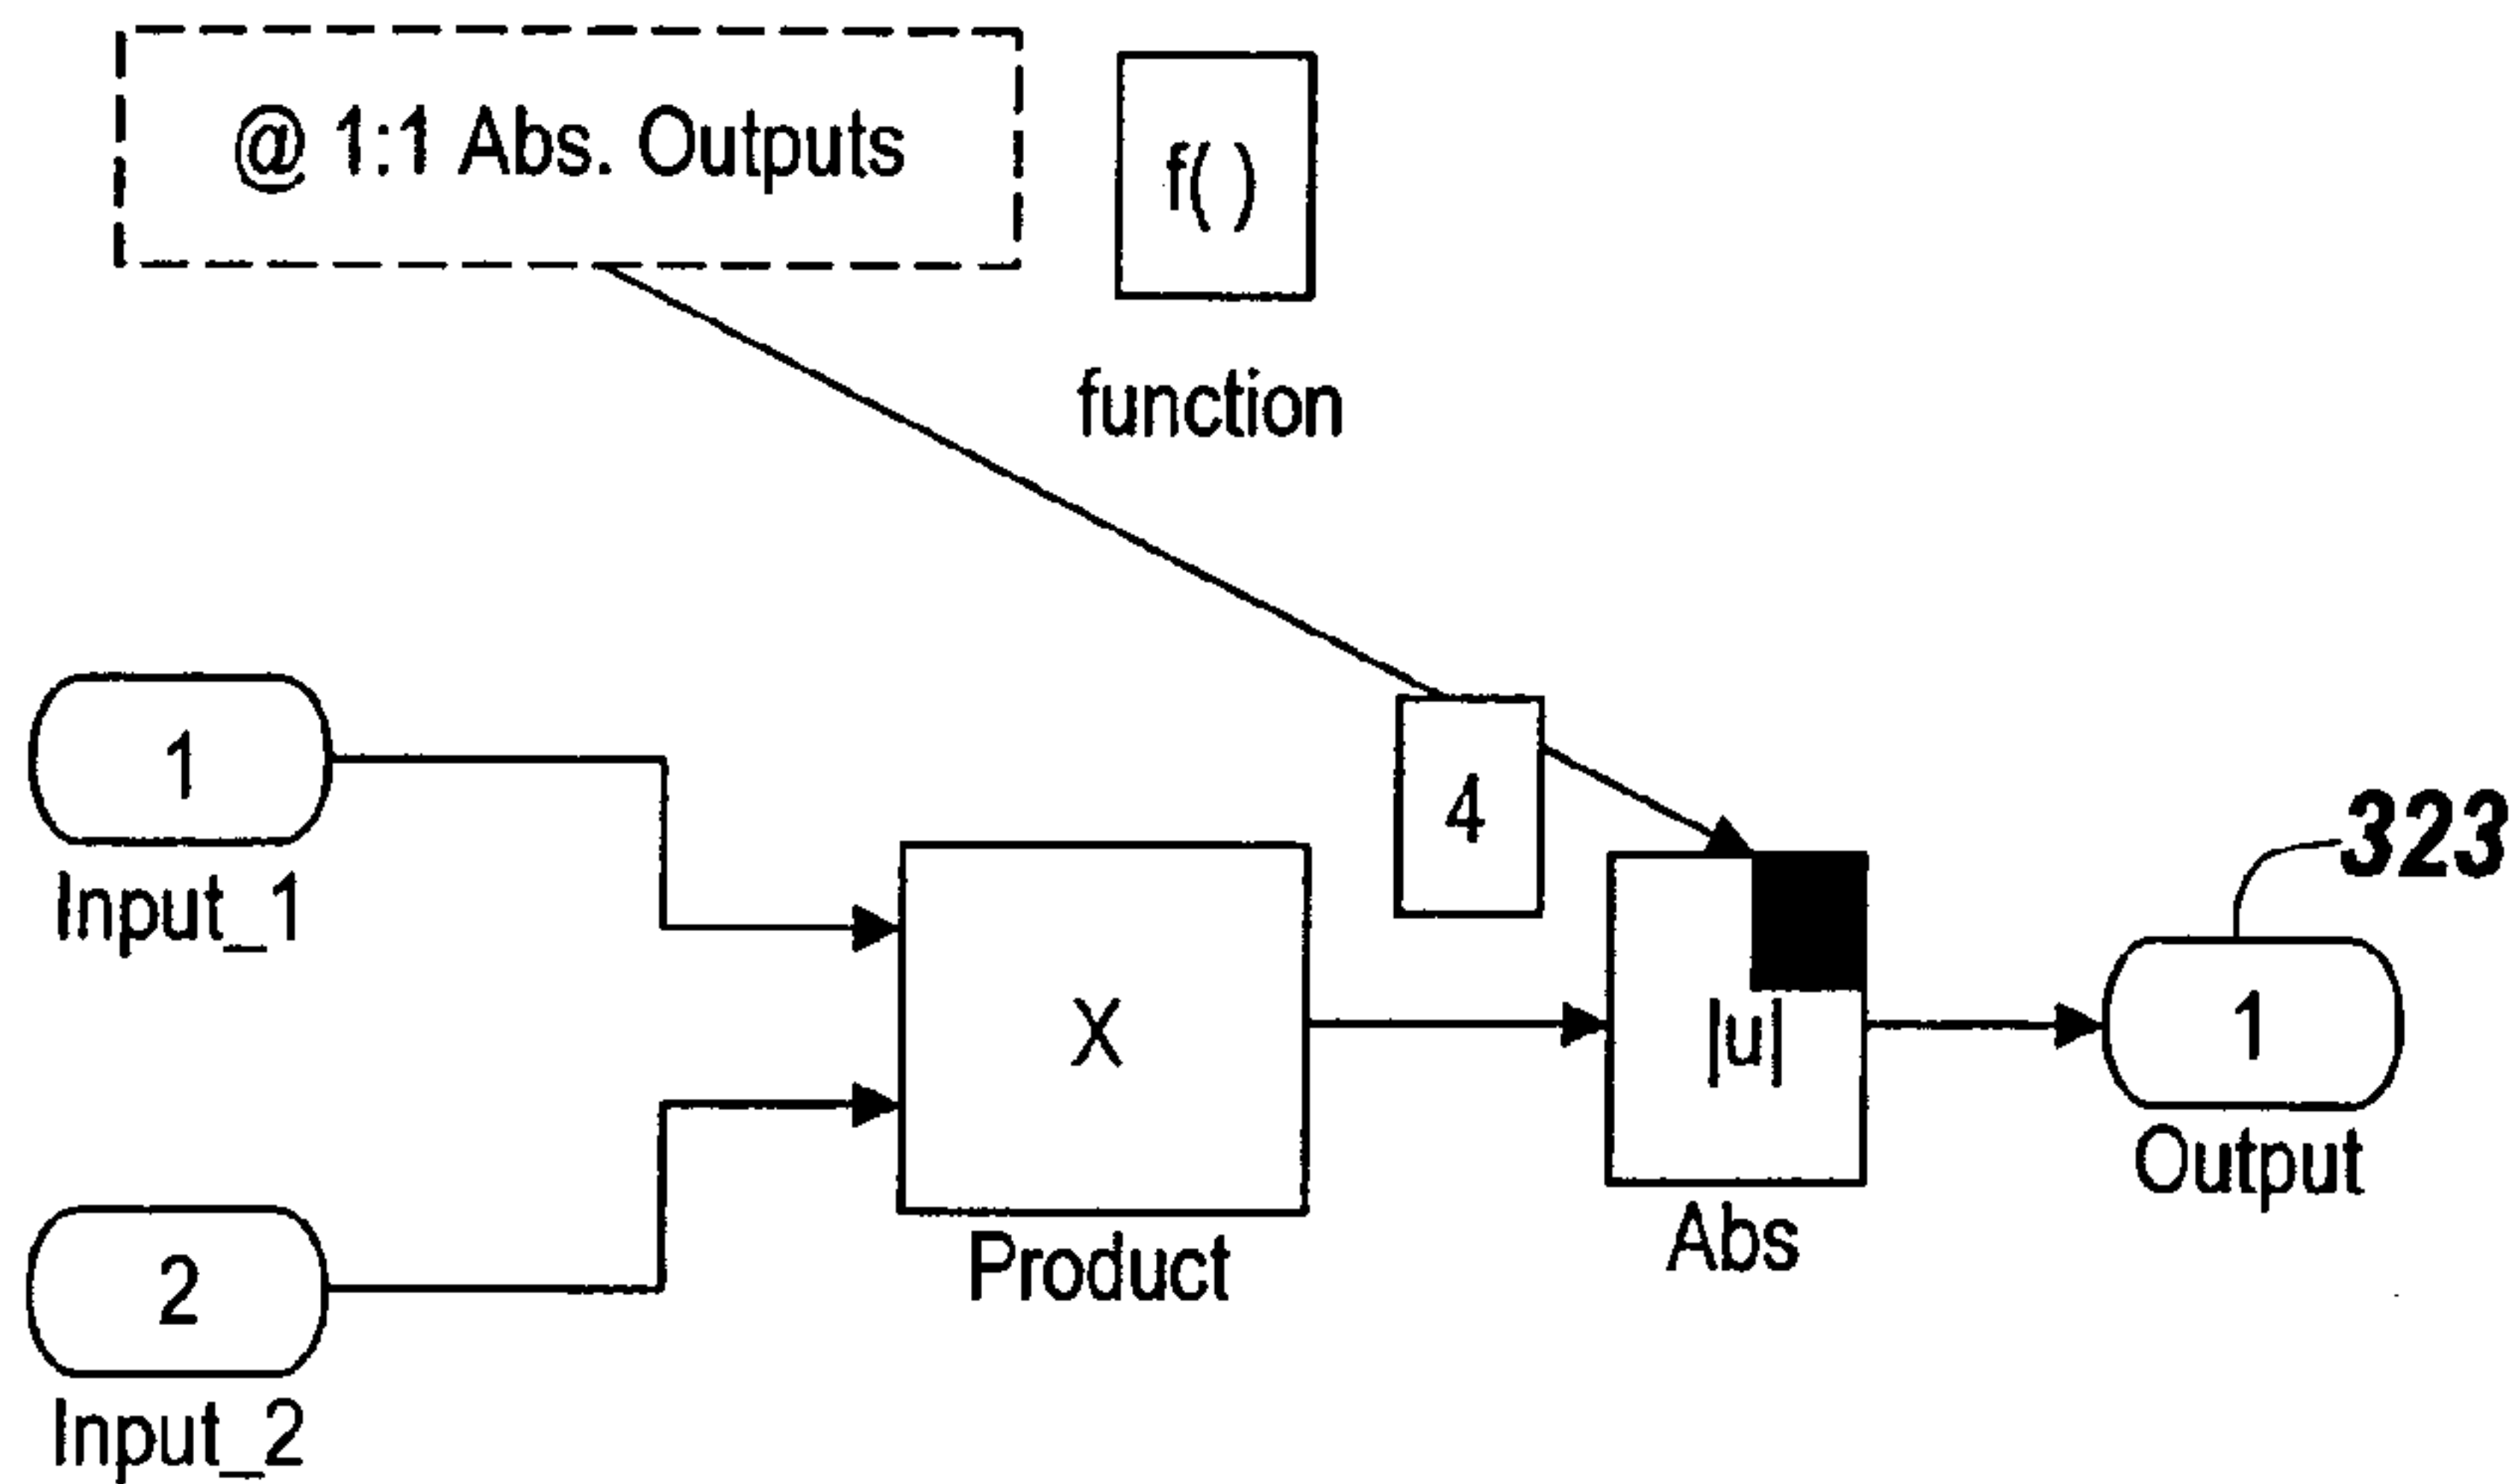 @ 1:1 Abs. Outputs
f( )
function
1
Input_1
4
323
X
|u|
1
Output
Product
Abs
2
Input_2